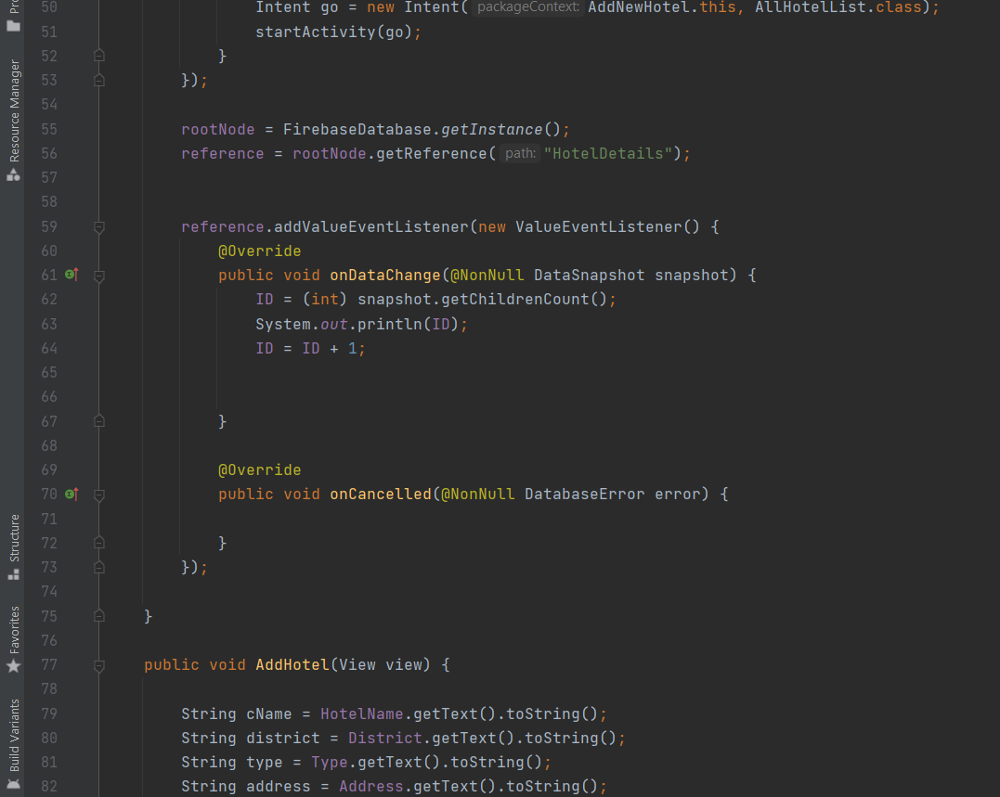 50 Intent go = new Intent( packageContext: AddNewHotel.this, AllHotelList.class);
51 startActivity(go);
52 }
53 });
54
55 rootNode = FirebaseDatabase.getInstance();
56 reference = rootNode.getReference( path: "HotelDetails");
57
58
59 reference.addValueEventListener(new ValueEventListener() {
60 @Override
61 public void onDataChange(@NonNull DataSnapshot snapshot) {
62 ID = (int) snapshot.getChildrenCount();
63 System.out.println(ID);
64 ID = ID + 1;
65
66
67 }
68
69 @Override
70 public void onCancelled(@NonNull DatabaseError error) {
71
72 }
73 });
74
75 }
76
77 public void AddHotel(View view) {
78
79 String cName = HotelName.getText().toString();
80 String district = District.getText().toString();
81 String type = Type.getText().toString();
82 String address = Address.getText().toString();
Resource Manager
Structure
Favorites
Build Variants